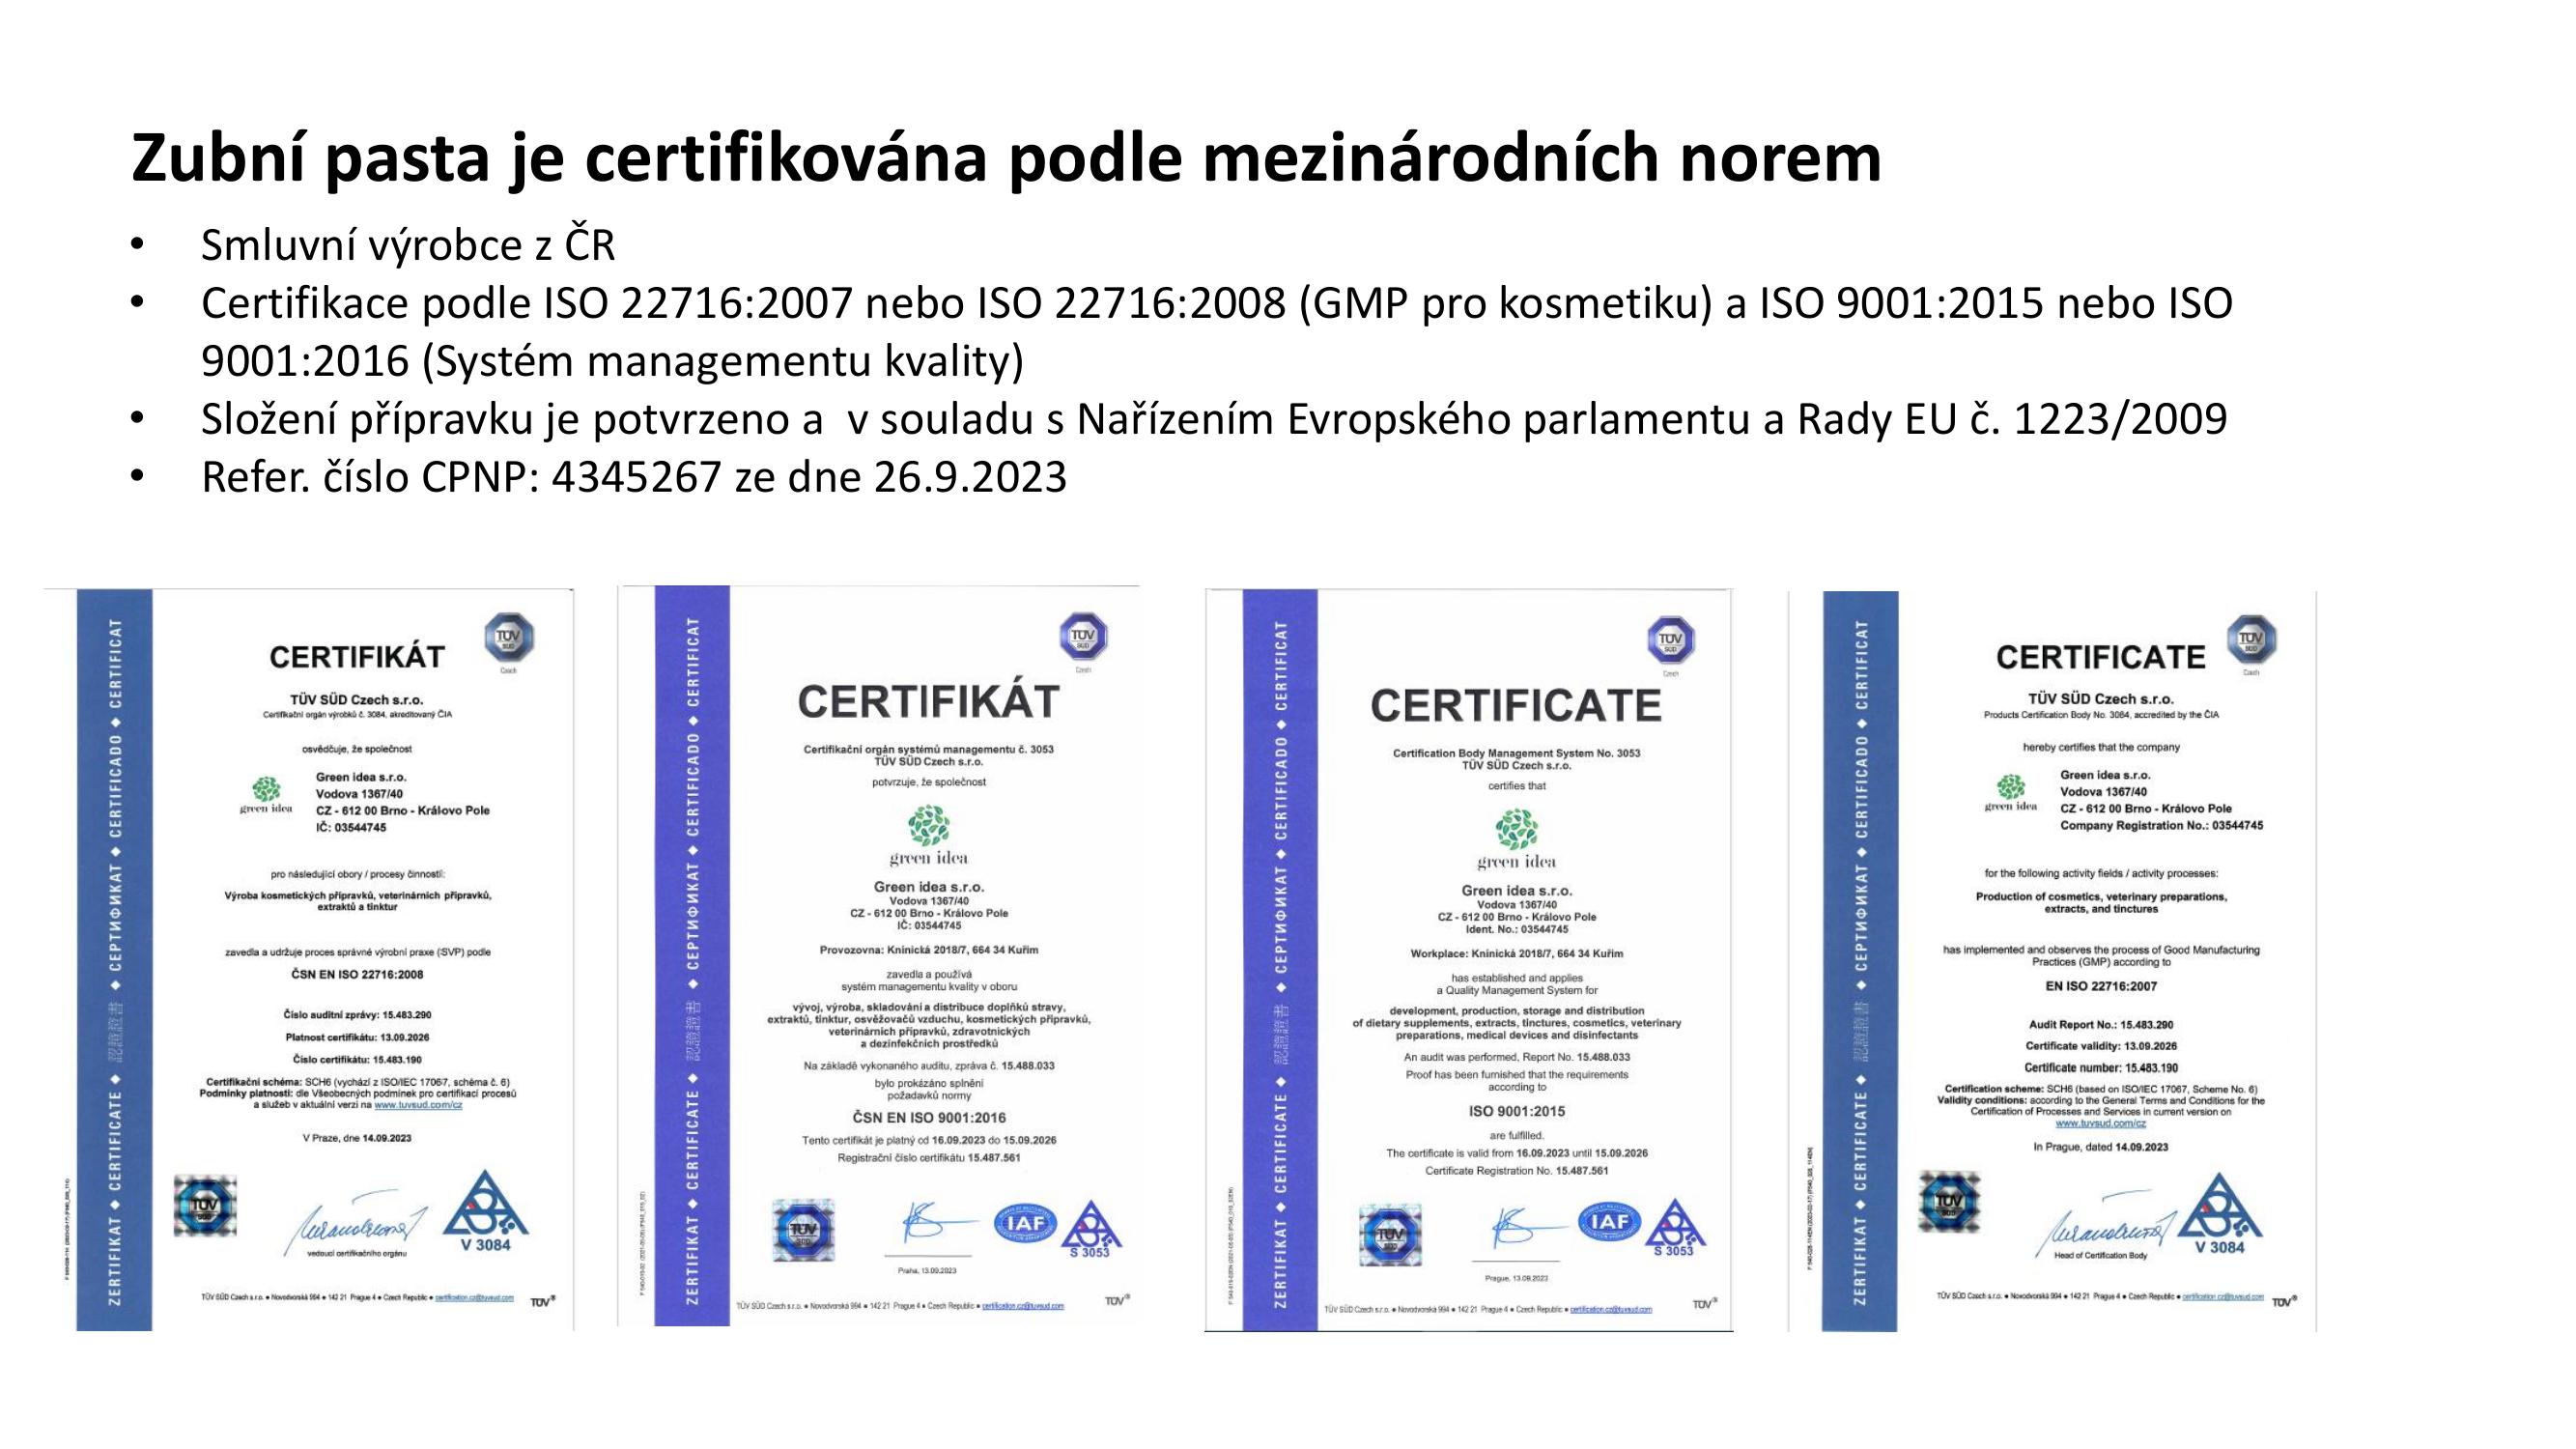 Zubní pasta je certifikována podle mezinárodních norem
• Smluvní výrobce z ČR
• Certifikace podle ISO 22716:2007 nebo ISO 22716:2008 (GMP pro kosmetiku) a ISO 9001:2015 nebo ISO
9001:2016 (Systém managementu kvality)
• Složení přípravku je potvrzeno a  v souladu s Nařízením Evropského parlamentu a Rady EU č. 1223/2009
• Refer. číslo CPNP: 4345267 ze dne 26.9.2023
ZERTIFIKAT ◆ CERTIFICATE ◆ ◆ СЕРТИФИКАТ ◆ CERTIFICADO ◆ CERTIFICAT
TÜV
SÜD
Czech
CERTIFIKÁT
TÜV SÜD Czech s.r.o.
Certifikační orgán výrobků č. 3084, akreditovaný ČIA
osvědčuje, že společnost
green idea
Green idea s.r.o.
Vodova 1367/40
CZ - 612 00 Brno - Královo Pole
IČ: 03544745
pro následující obory / procesy činností:
Výroba kosmetických přípravků, veterinárních přípravků,
extraktů a tinktur
zavedla a udržuje proces správné výrobní praxe (SVP) podle
ČSN EN ISO 22716:2008
Číslo auditní zprávy: 15.483.290
Platnost certifikátu: 13.09.2026
Číslo certifikátu: 15.483.190
Certifikační schéma: SCH6 (vychází z ISO/IEC 17067, schéma č. 6)
Podmínky platnosti: dle Všeobecných podmínek pro certifikaci procesů
a služeb v aktuální verzi na www.tuvsud.com/cz
V Praze, dne 14.09.2023
TÜV
vedoucí certifikačního orgánu
V 3084
TÜV SÜD Czech s.r.o. ● Novodvorská 994 ● 142 21 Prague 4 ● Czech Republic ● certification.cz@tuvsud.com
TÜV®
ZERTIFIKAT ◆ CERTIFICATE ◆ ◆ СЕРТИФИКАТ ◆ CERTIFICADO ◆ CERTIFICAT
TÜV
SÜD
Czech
CERTIFIKÁT
Certifikační orgán systémů managementu č. 3053
TÜV SÜD Czech s.r.o.
potvrzuje, že společnost
green idea
Green idea s.r.o.
Vodova 1367/40
CZ - 612 00 Brno - Královo Pole
IČ: 03544745
Provozovna: Knínická 2018/7, 664 34 Kuřim
zavedla a používá
systém managementu kvality v oboru
vývoj, výroba, skladování a distribuce doplňků stravy,
extraktů, tinktur, osvěžovačů vzduchu, kosmetických přípravků,
veterinárních přípravků, zdravotnických
a dezinfekčních prostředků
Na základě vykonaného auditu, zpráva č. 15.488.033
bylo prokázáno splnění
požadavků normy
ČSN EN ISO 9001:2016
Tento certifikát je platný od 16.09.2023 do 15.09.2026
Registrační číslo certifikátu 15.487.561
TÜV
IAF
S 3053
Praha, 13.09.2023
TÜV SÜD Czech s.r.o. ● Novodvorská 994 ● 142 21 Prague 4 ● Czech Republic ● certification.cz@tuvsud.com
TÜV®
ZERTIFIKAT ◆ CERTIFICATE ◆ ◆ СЕРТИФИКАТ ◆ CERTIFICADO ◆ CERTIFICAT
TÜV
SÜD
Czech
CERTIFICATE
Certification Body Management System No. 3053
TÜV SÜD Czech s.r.o.
certifies that
green idea
Green idea s.r.o.
Vodova 1367/40
CZ - 612 00 Brno - Královo Pole
Ident. No.: 03544745
Workplace: Knínická 2018/7, 664 34 Kuřim
has established and applies
a Quality Management System for
development, production, storage and distribution
of dietary supplements, extracts, tinctures, cosmetics, veterinary
preparations, medical devices and disinfectants
An audit was performed, Report No. 15.488.033
Proof has been furnished that the requirements
according to
ISO 9001:2015
are fulfilled.
The certificate is valid from 16.09.2023 until 15.09.2026
Certificate Registration No. 15.487.561
TÜV
IAF
S 3053
Prague, 13.09.2023
TÜV SÜD Czech s.r.o. ● Novodvorská 994 ● 142 21 Prague 4 ● Czech Republic ● certification.cz@tuvsud.com
TÜV®
ZERTIFIKAT ◆ CERTIFICATE ◆ ◆ СЕРТИФИКАТ ◆ CERTIFICADO ◆ CERTIFICAT
TÜV
SÜD
Czech
CERTIFICATE
TÜV SÜD Czech s.r.o.
Products Certification Body No. 3084, accredited by the ČIA
hereby certifies that the company
green idea
Green idea s.r.o.
Vodova 1367/40
CZ - 612 00 Brno - Královo Pole
Company Registration No.: 03544745
for the following activity fields / activity processes:
Production of cosmetics, veterinary preparations,
extracts, and tinctures
has implemented and observes the process of Good Manufacturing
Practices (GMP) according to
EN ISO 22716:2007
Audit Report No.: 15.483.290
Certificate validity: 13.09.2026
Certificate number: 15.483.190
Certification scheme: SCH6 (based on ISO/IEC 17067, Scheme No. 6)
Validity conditions: according to the General Terms and Conditions for the
Certification of Processes and Services in current version on
www.tuvsud.com/cz
In Prague, dated 14.09.2023
TÜV
Head of Certification Body
V 3084
TÜV SÜD Czech s.r.o. ● Novodvorská 994 ● 142 21 Prague 4 ● Czech Republic ● certification.cz@tuvsud.com
TÜV®